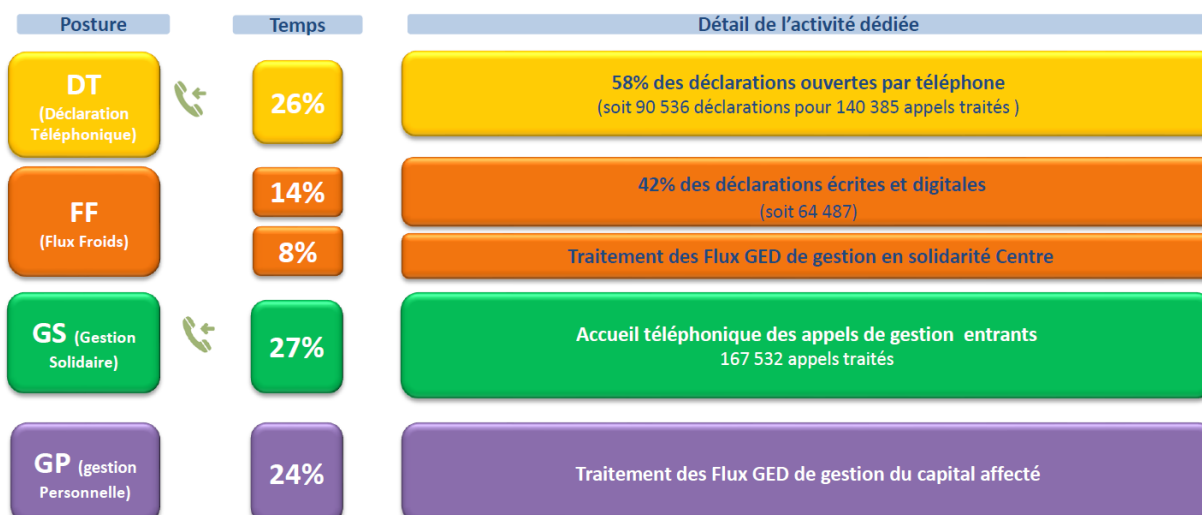 Posture
Temps
Détail de l'activité dédiée
DT
(Déclaration
Téléphonique)
26%
58% des déclarations ouvertes par téléphone
(soit 90 536 déclarations pour 140 385 appels traités )
FF
(Flux Froids)
14%
42% des déclarations écrites et digitales
(soit 64 487)
8%
Traitement des Flux GED de gestion en solidarité Centre
GS (Gestion
Solidaire)
27%
Accueil téléphonique des appels de gestion entrants
167 532 appels traités
GP (gestion
Personnelle)
24%
Traitement des Flux GED de gestion du capital affecté